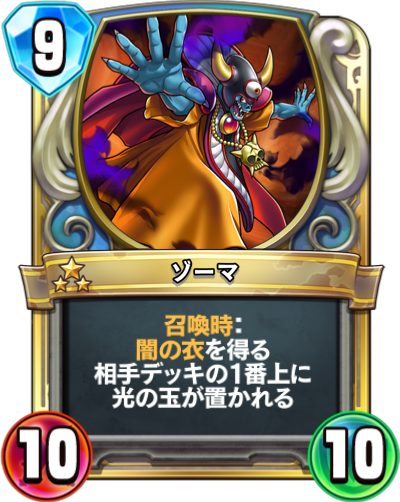 9
ゾーマ
召喚時:
闇の衣を得る
相手デッキの1番上に
光の玉が置かれる
10
10